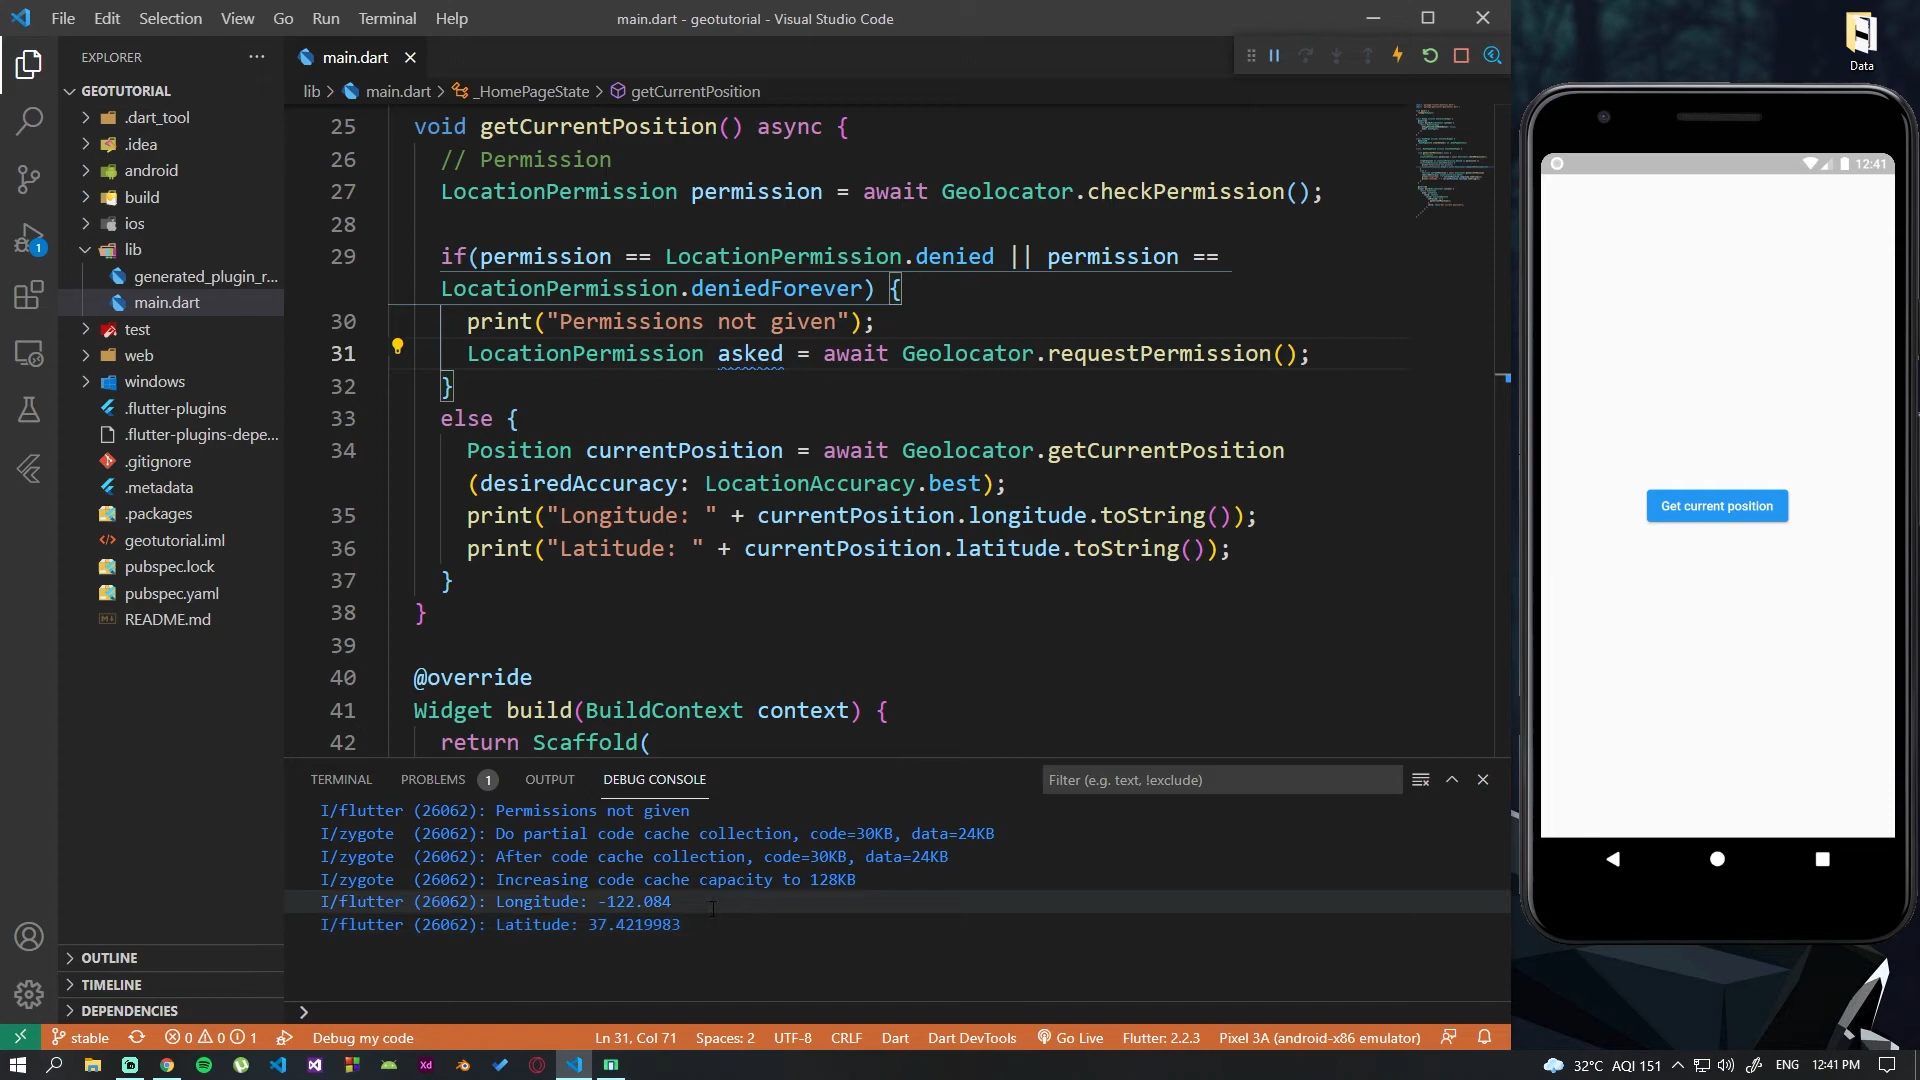 File Edit Selection View Go Run Terminal Help
main.dart - geotutorial - Visual Studio Code
Data
EXPLORER
GEOTUTORIAL
.dart_tool
.idea
android
build
ios
lib
generated_plugin_r...
main.dart
test
web
windows
.flutter-plugins
.flutter-plugins-depe...
.gitignore
.metadata
.packages
geotutorial.iml
pubspec.lock
pubspec.yaml
README.md
OUTLINE
TIMELINE
DEPENDENCIES
1
main.dart
lib > main.dart > _HomePageState > getCurrentPosition
25 void getCurrentPosition() async {
26 // Permission
27 LocationPermission permission = await Geolocator.checkPermission();
28
29 if(permission == LocationPermission.denied || permission ==
LocationPermission.deniedForever) {
30 print("Permissions not given");
31 LocationPermission asked = await Geolocator.requestPermission();
32 }
33 else {
34 Position currentPosition = await Geolocator.getCurrentPosition
(desiredAccuracy: LocationAccuracy.best);
35 print("Longitude: " + currentPosition.longitude.toString());
36 print("Latitude: " + currentPosition.latitude.toString());
37 }
38 }
39
40 @override
41 Widget build(BuildContext context) {
42 return Scaffold(
TERMINAL PROBLEMS 1 OUTPUT DEBUG CONSOLE
Filter (e.g. text, !exclude)
I/flutter (26062): Permissions not given
I/zygote (26062): Do partial code cache collection, code=30KB, data=24KB
I/zygote (26062): After code cache collection, code=30KB, data=24KB
I/zygote (26062): Increasing code cache capacity to 128KB
I/flutter (26062): Longitude: -122.084
I/flutter (26062): Latitude: 37.4219983
12:41
Get current position
stable 0 0 1 Debug my code
Ln 31, Col 71 Spaces: 2 UTF-8 CRLF Dart Dart DevTools Go Live Flutter: 2.2.3 Pixel 3A (android-x86 emulator)
Xd
32°C AQI 151 ENG 12:41 PM